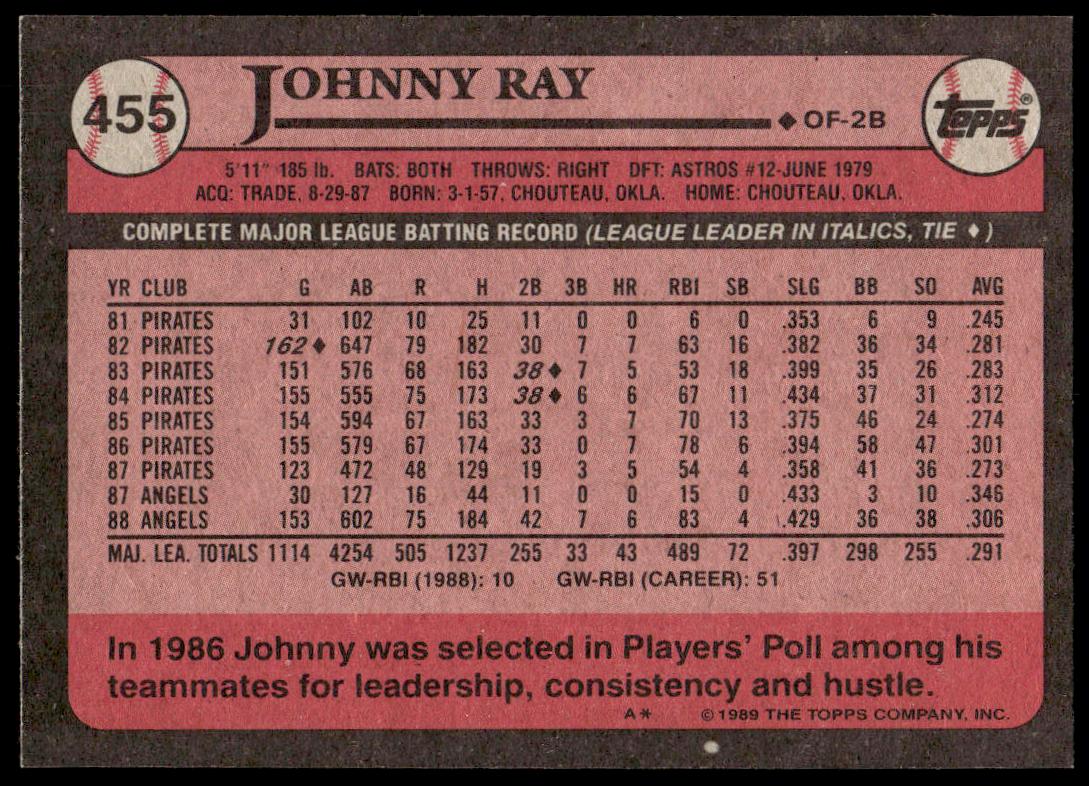 455
JOHNNY RAY
◆ OF-2B
Topps®
5'11" 185 lb. BATS: BOTH THROWS: RIGHT DFT: ASTROS #12-JUNE 1979
ACQ: TRADE, 8-29-87 BORN: 3-1-57, CHOUTEAU, OKLA. HOME: CHOUTEAU, OKLA.
COMPLETE MAJOR LEAGUE BATTING RECORD (LEAGUE LEADER IN ITALICS, TIE ♦)
YR CLUB G AB R H 2B 3B HR RBI SB SLG BB SO AVG
81 PIRATES 31 102 10 25 11 0 0 6 0 .353 6 9 .245
82 PIRATES 162♦ 647 79 182 30 7 7 63 16 .382 36 34 .281
83 PIRATES 151 576 68 163 38♦ 7 5 53 18 .399 35 26 .283
84 PIRATES 155 555 75 173 38♦ 6 6 67 11 .434 37 31 .312
85 PIRATES 154 594 67 163 33 3 7 70 13 .375 46 24 .274
86 PIRATES 155 579 67 174 33 0 7 78 6 .394 58 47 .301
87 PIRATES 123 472 48 129 19 3 5 54 4 .358 41 36 .273
87 ANGELS 30 127 16 44 11 0 0 15 0 .433 3 10 .346
88 ANGELS 153 602 75 184 42 7 6 83 4 .429 36 38 .306
MAJ. LEA. TOTALS 1114 4254 505 1237 255 33 43 489 72 .397 298 255 .291
GW-RBI (1988): 10 GW-RBI (CAREER): 51
In 1986 Johnny was selected in Players' Poll among his
teammates for leadership, consistency and hustle.
A* ©1989 THE TOPPS COMPANY, INC.